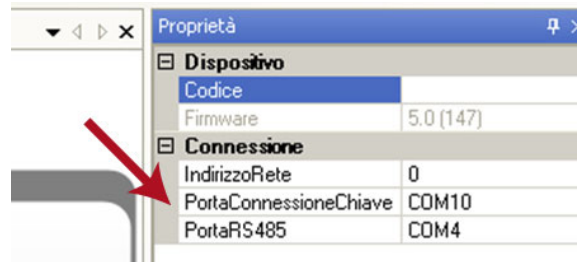 Proprietà
Dispositivo
Codice
Firmware 5.0 (147)
Connessione
IndirizzoRete 0
PortaConnessioneChiave COM10
PortaRS485 COM4